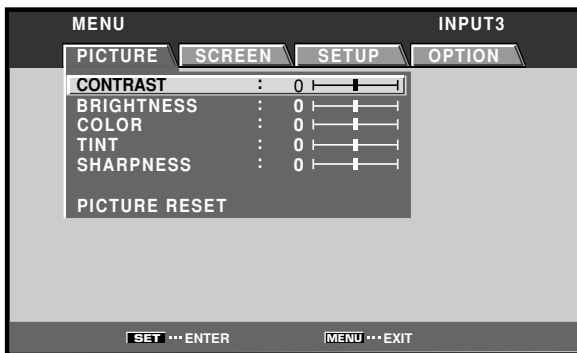 MENU INPUT3
PICTURE SCREEN SETUP OPTION
CONTRAST : 0
BRIGHTNESS : 0
COLOR : 0
TINT : 0
SHARPNESS : 0
PICTURE RESET
SET ··· ENTER MENU ··· EXIT